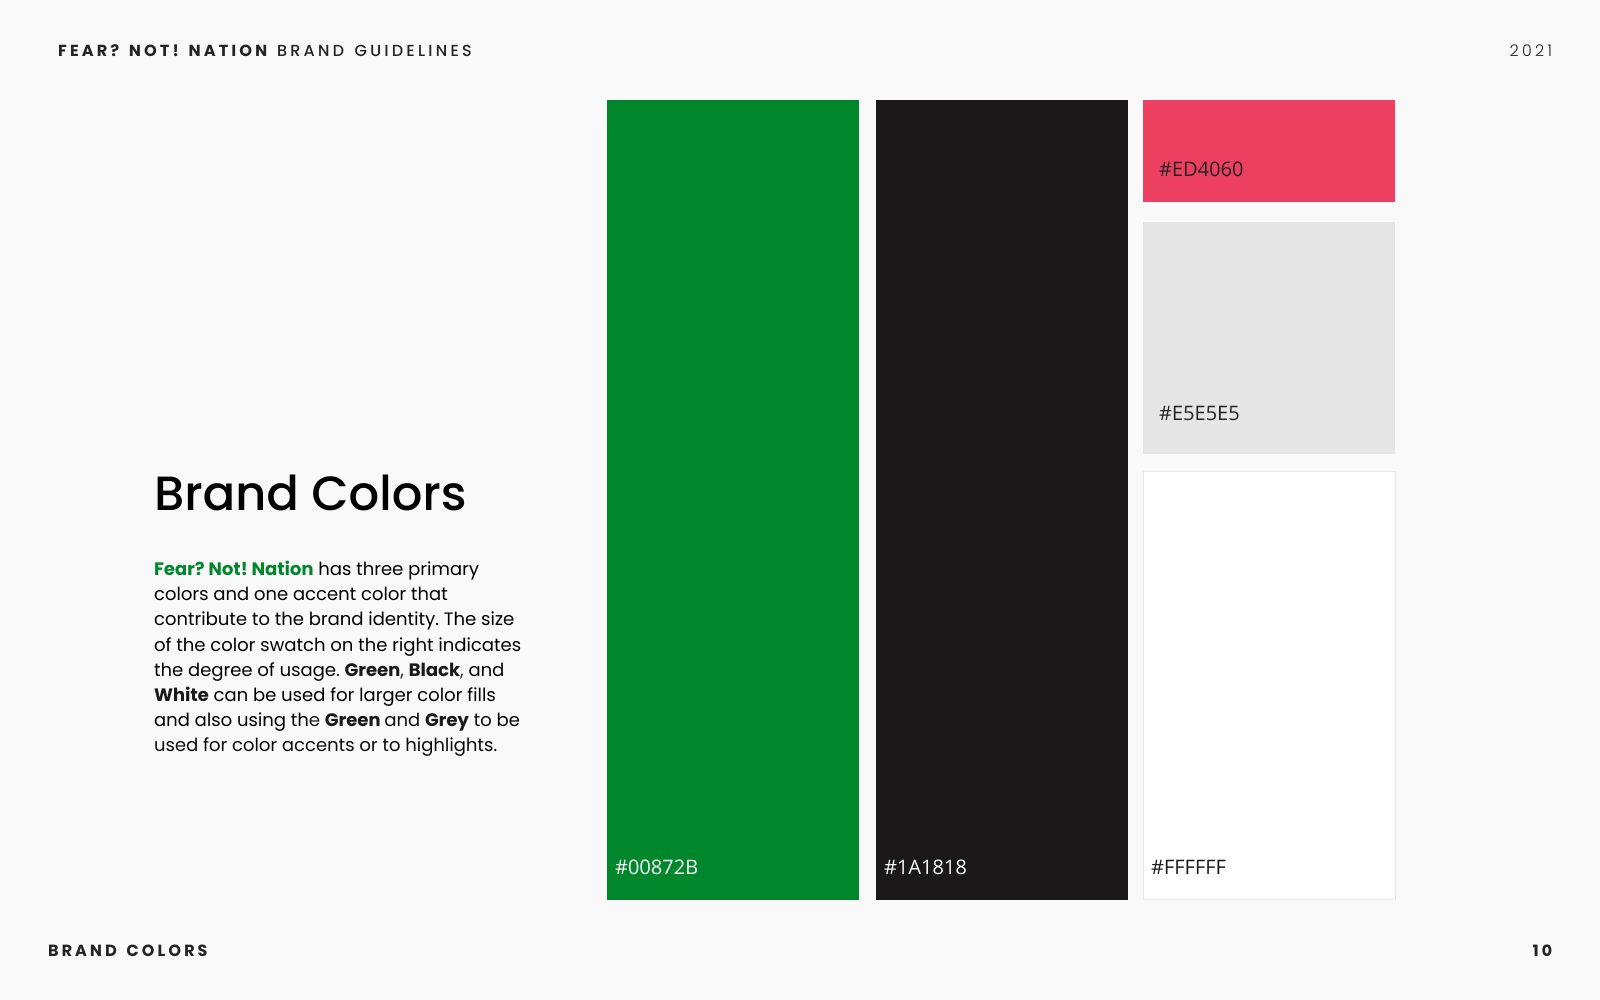 FEAR? NOT! NATION BRAND GUIDELINES
2021
Brand Colors
Fear? Not! Nation has three primary
colors and one accent color that
contribute to the brand identity. The size
of the color swatch on the right indicates
the degree of usage. Green, Black, and
White can be used for larger color fills
and also using the Green and Grey to be
used for color accents or to highlights.
#00872B
#1A1818
#ED4060
#E5E5E5
#FFFFFF
BRAND COLORS
10